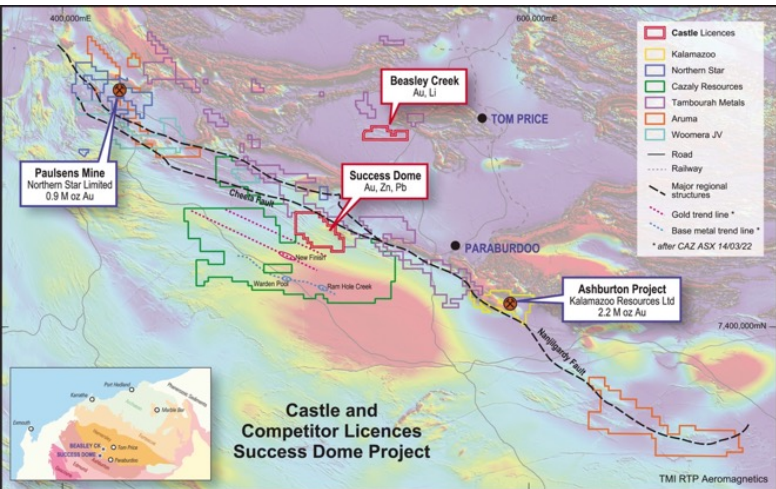 400,000mE
600,000mE
Castle Licences
Kalamazoo
Northern Star
Cazaly Resources
Tambourah Metals
Aruma
Woomera JV
Road
Railway
Major regional
structures
Gold trend line *
Base metal trend line *
* after CAZ ASX 14/03/22
Beasley Creek
Au, Li
TOM PRICE
Paulsens Mine
Northern Star Limited
0.9 M oz Au
Success Dome
Au, Zn, Pb
Cheela Fault
PARABURDOO
New Finish*
Warden Pool
Ram Hole Creek
Ashburton Project
Kalamazoo Resources Ltd
2.2 M oz Au
7,400,000mN
Nanjilgardy Fault
Castle and
Competitor Licences
Success Dome Project
Port Hedland
Karratha
Marble Bar
Exmouth
BEASLEY CK
Tom Price
SUCCESS DOME
Paraburdoo
TMI RTP Aeromagnetics